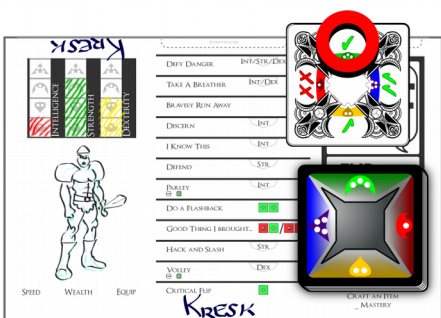 KRESK
DEFY DANGER INT/STR/DEX
TAKE A BREATHER INT/DEX
BRAVELY RUN AWAY
INTELLIGENCE
STRENGTH
DEXTERITY
DISCERN INT
I KNOW THIS INT
DEFEND STR
PARLEY INT
DO A FLASHBACK
GOOD THING I BROUGHT... /
HACK AND SLASH STR
VOLLEY DEX
SPEED WEALTH EQUIP
CRITICAL FLIP
CRAFT AN ITEM
_ MASTERY
KRESK